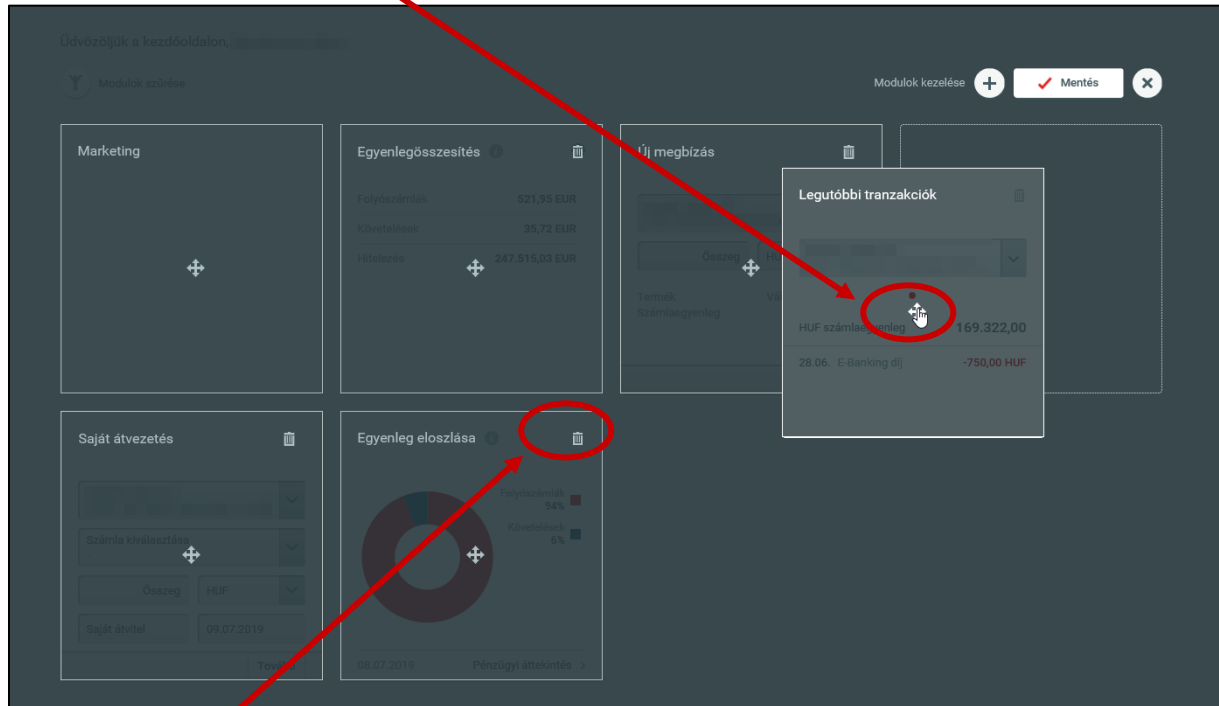 Üdvözöljük a kezdőoldalon,
Modulok szűrése
Modulok kezelése
Mentés
Marketing
Egyenlegösszesítés
Folyószámlák 521,95 EUR
Követelések 35,72 EUR
Hitelezés 247.515,03 EUR
Új megbízás
Összeg HU
Termék
Számlaegyenleg
Legutóbbi tranzakciók
HUF számlaegyenleg 169.322,00
28.06. E-Banking díj -750,00 HUF
Saját átvezetés
Számla kiválasztása
Összeg HUF
Saját átvitel 09.07.2019
Egyenleg eloszlása
Folyószámlák
54%
Követelések
6%
08.07.2019 Pénzügyi áttekintés